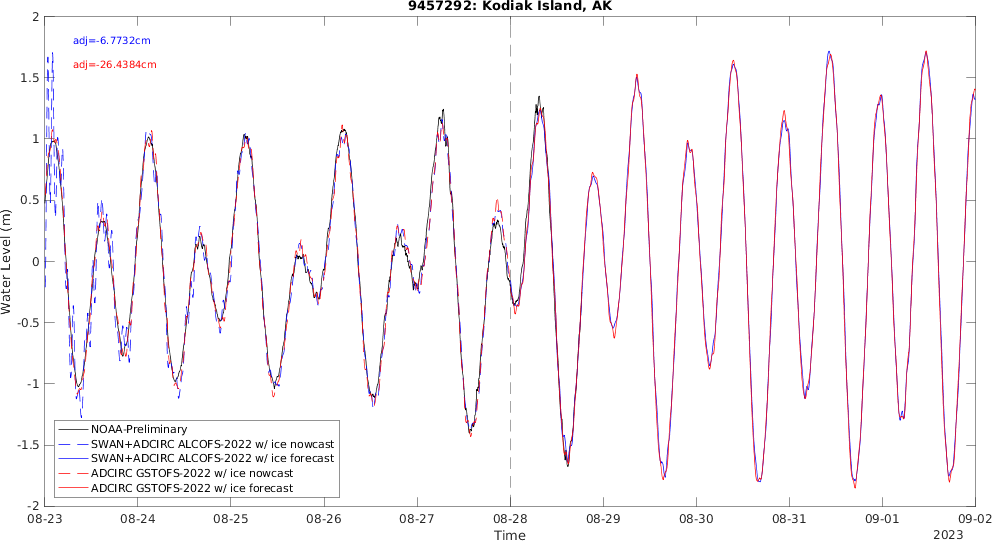 9457292: Kodiak Island, AK
adj=-6.7732cm
adj=-26.4384cm
2
1.5
1
0.5
0
-0.5
-1
-1.5
-2
Water Level (m)
NOAA-Preliminary
SWAN+ADCIRC ALCOFS-2022 w/ ice nowcast
SWAN+ADCIRC ALCOFS-2022 w/ ice forecast
ADCIRC GSTOFS-2022 w/ ice nowcast
ADCIRC GSTOFS-2022 w/ ice forecast
08-23 08-24 08-25 08-26 08-27 08-28 08-29 08-30 08-31 09-01 09-02
Time
2023